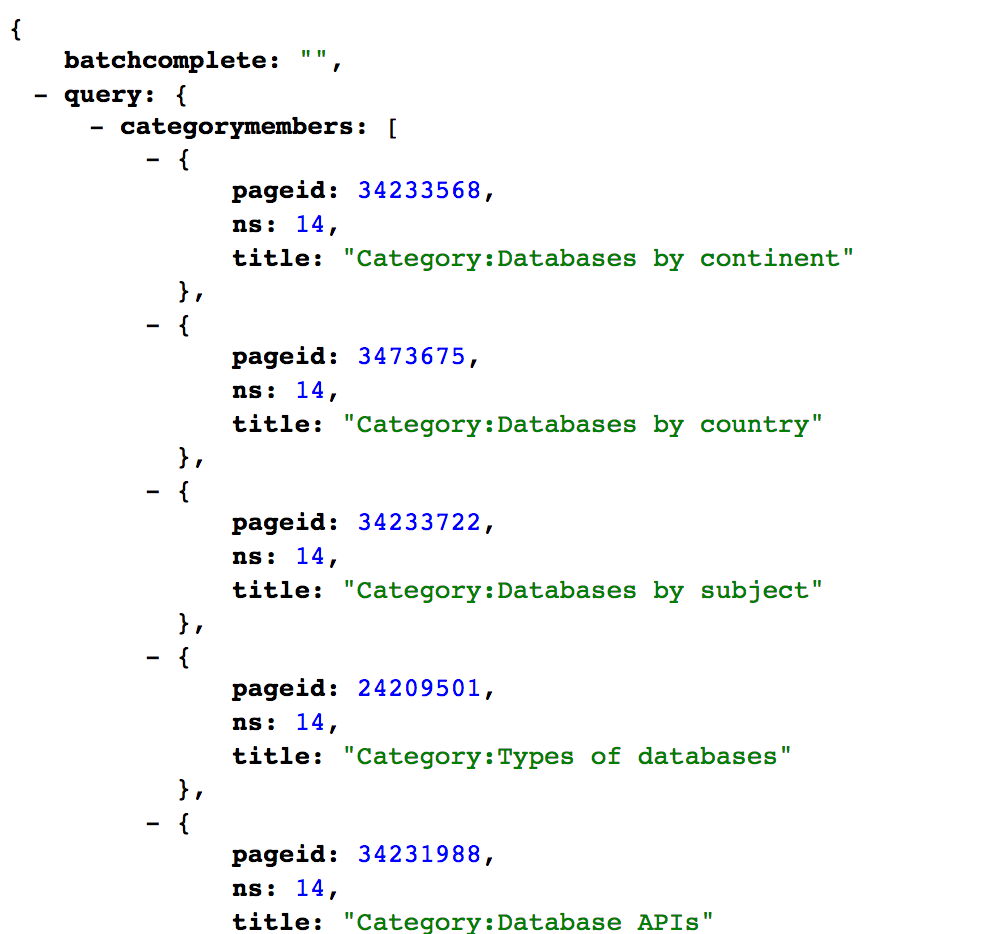 {
batchcomplete: "",
- query: {
- categorymembers: [
- {
pageid: 34233568,
ns: 14,
title: "Category:Databases by continent"
},
- {
pageid: 3473675,
ns: 14,
title: "Category:Databases by country"
},
- {
pageid: 34233722,
ns: 14,
title: "Category:Databases by subject"
},
- {
pageid: 24209501,
ns: 14,
title: "Category:Types of databases"
},
- {
pageid: 34231988,
ns: 14,
title: "Category:Database APIs"